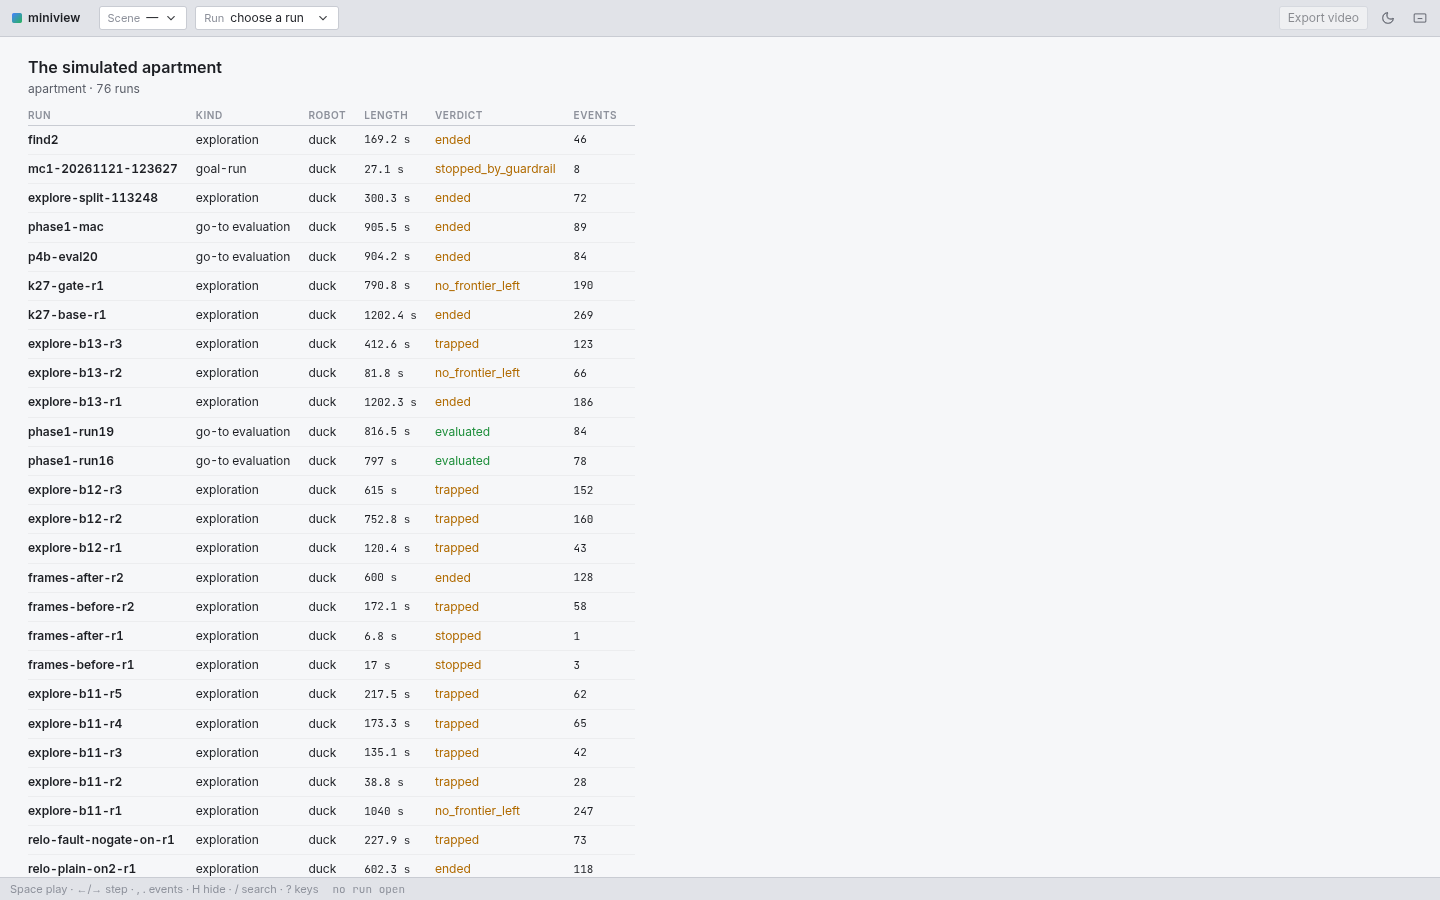 miniview Scene — Run choose a run Export video
The simulated apartment
apartment · 76 runs
RUN KIND ROBOT LENGTH VERDICT EVENTS
find2 exploration duck 169.2 s ended 46
mc1-20261121-123627 goal-run duck 27.1 s stopped_by_guardrail 8
explore-split-113248 exploration duck 300.3 s ended 72
phase1-mac go-to evaluation duck 905.5 s ended 89
p4b-eval20 go-to evaluation duck 904.2 s ended 84
k27-gate-r1 exploration duck 790.8 s no_frontier_left 190
k27-base-r1 exploration duck 1202.4 s ended 269
explore-b13-r3 exploration duck 412.6 s trapped 123
explore-b13-r2 exploration duck 81.8 s no_frontier_left 66
explore-b13-r1 exploration duck 1202.3 s ended 186
phase1-run19 go-to evaluation duck 816.5 s evaluated 84
phase1-run16 go-to evaluation duck 797 s evaluated 78
explore-b12-r3 exploration duck 615 s trapped 152
explore-b12-r2 exploration duck 752.8 s trapped 160
explore-b12-r1 exploration duck 120.4 s trapped 43
frames-after-r2 exploration duck 600 s ended 128
frames-before-r2 exploration duck 172.1 s trapped 58
frames-after-r1 exploration duck 6.8 s stopped 1
frames-before-r1 exploration duck 17 s stopped 3
explore-b11-r5 exploration duck 217.5 s trapped 62
explore-b11-r4 exploration duck 173.3 s trapped 65
explore-b11-r3 exploration duck 135.1 s trapped 42
explore-b11-r2 exploration duck 38.8 s trapped 28
explore-b11-r1 exploration duck 1040 s no_frontier_left 247
relo-fault-nogate-on-r1 exploration duck 227.9 s trapped 73
relo-plain-on2-r1 exploration duck 602.3 s ended 118
Space play · ←/→ step · , . events · H hide · / search · ? keys no run open